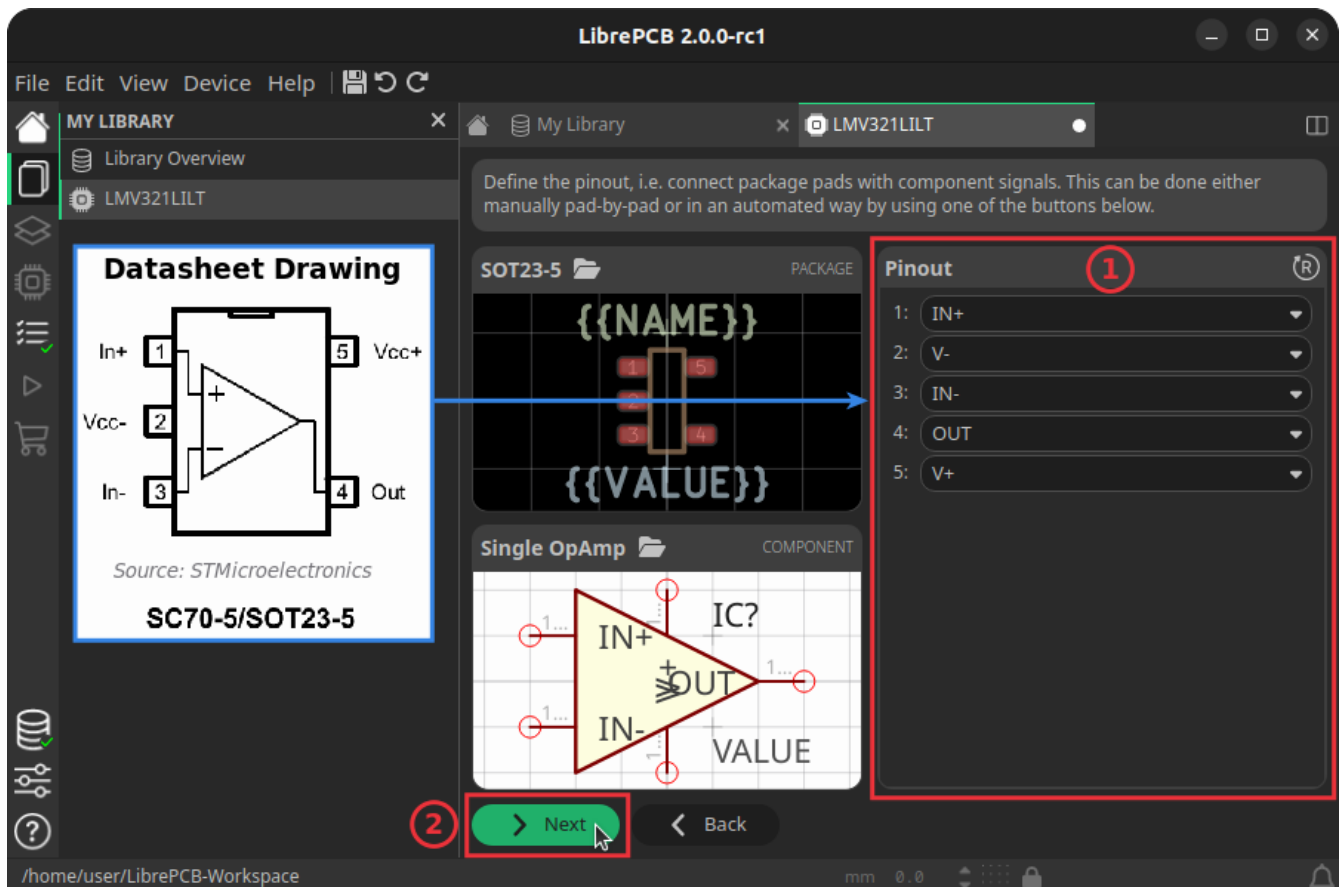 LibrePCB 2.0.0-rc1
File Edit View Device Help
MY LIBRARY
Library Overview
LMV321LILT
My Library
LMV321LILT
Define the pinout, i.e. connect package pads with component signals. This can be done either
manually pad-by-pad or in an automated way by using one of the buttons below.
Datasheet Drawing
In+ 1 5 Vcc+
+
Vcc- 2
−
In- 3 4 Out
Source: STMicroelectronics
SC70-5/SOT23-5
SOT23-5 PACKAGE
{{NAME}}
1 5
2
3 4
{{VALUE}}
Single OpAmp COMPONENT
IC?
1...
IN+
1...
OUT
1...
1...
IN-
1...
VALUE
Pinout 1 R
1: IN+
2: V-
3: IN-
4: OUT
5: V+
2 Next Back
/home/user/LibrePCB-Workspace mm 0.0